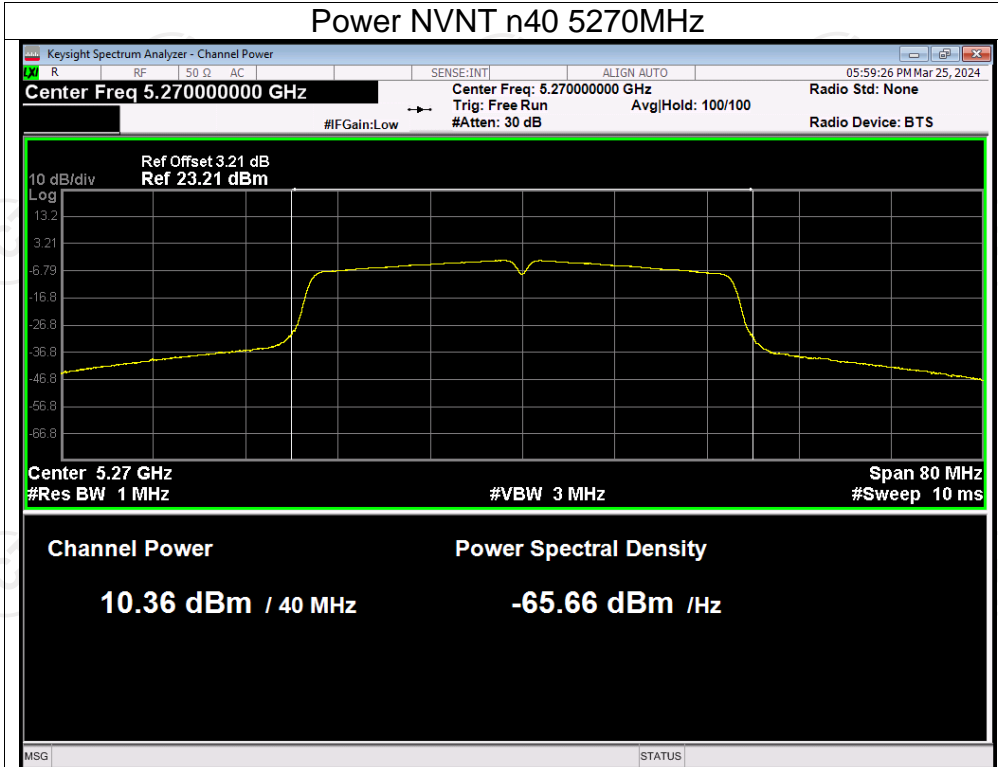 Power NVNT n40 5270MHz
Keysight Spectrum Analyzer - Channel Power
LXI R RF 50 Ω AC SENSE:INT ALIGN AUTO 05:59:26 PM Mar 25, 2024
Center Freq 5.270000000 GHz Center Freq: 5.270000000 GHz Radio Std: None
Trig: Free Run Avg|Hold: 100/100
#IFGain:Low #Atten: 30 dB Radio Device: BTS
Ref Offset 3.21 dB
10 dB/div Ref 23.21 dBm
Log
13.2
3.21
-6.79
-16.8
-26.8
-36.8
-46.8
-56.8
-66.8
Center 5.27 GHz Span 80 MHz
#Res BW 1 MHz #VBW 3 MHz #Sweep 10 ms
Channel Power Power Spectral Density
10.36 dBm / 40 MHz -65.66 dBm /Hz
MSG STATUS